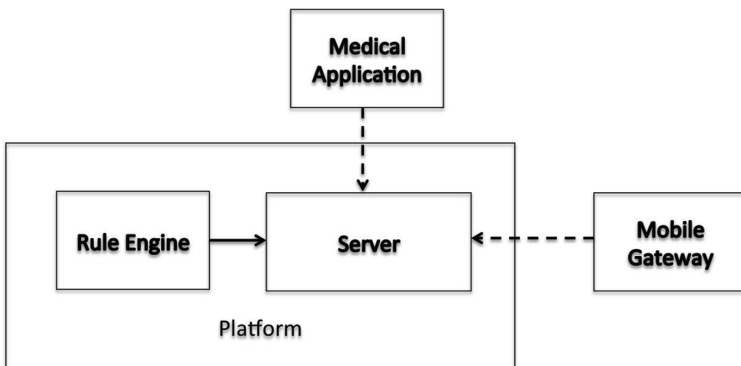 Medical
Application
Rule Engine
Server
Mobile
Gateway
Platform